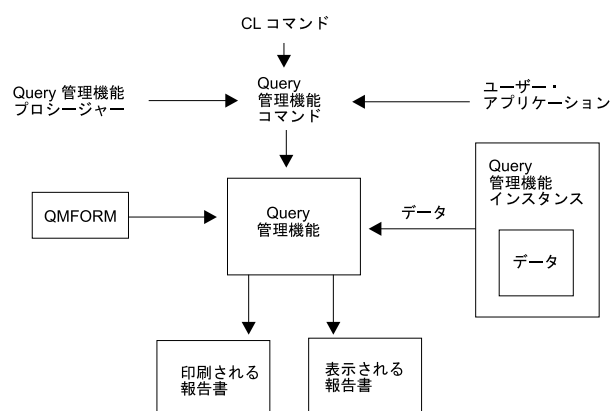 CL コマンド
Query 管理機能
プロシージャー
Query
管理機能
コマンド
ユーザー・
アプリケーション
QMFORM
Query
管理機能
データ
Query
管理機能
インスタンス
データ
印刷される
報告書
表示される
報告書